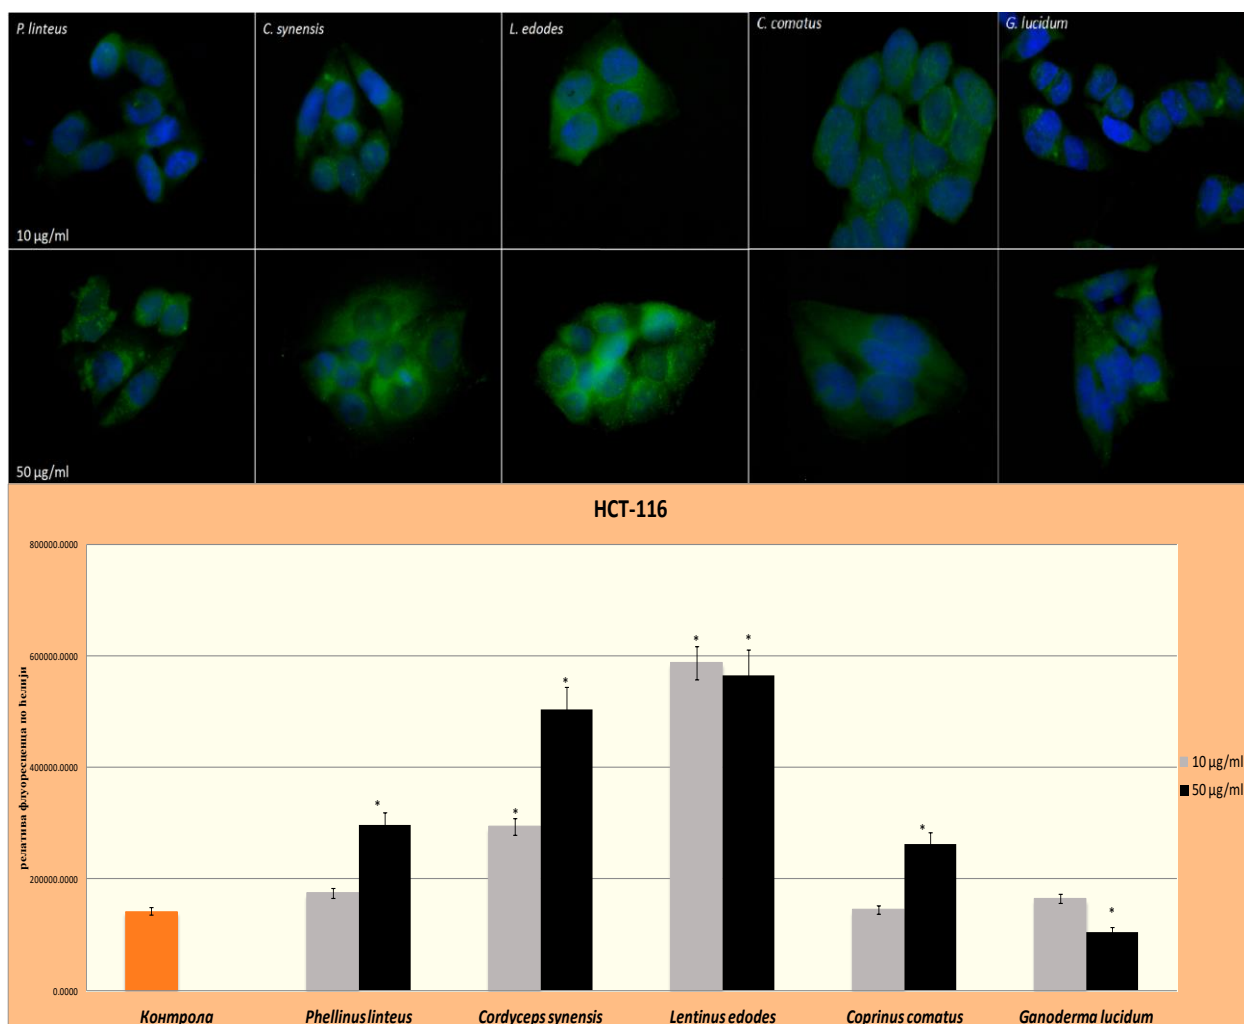 P. linteus
C. synensis
L. edodes
C. comatus
G. lucidum
10 µg/ml
50 µg/ml
HCT-116
800000.0000
600000.0000
400000.0000
200000.0000
0.0000
релатива флуоресценца по ћелији
* * * * * * *
10 µg/ml
50 µg/ml
Контрола
Phellinus linteus
Cordyceps synensis
Lentinus edodes
Coprinus comatus
Ganoderma lucidum